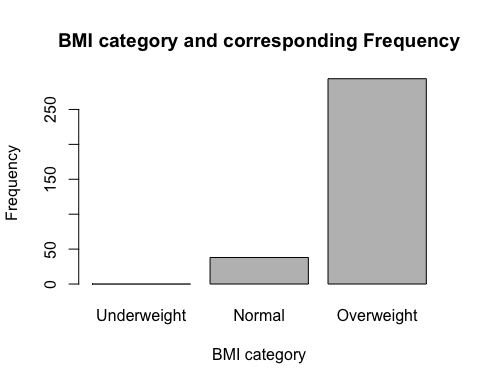 BMI category and corresponding Frequency
Frequency
250
150
50
0
Underweight Normal Overweight
BMI category